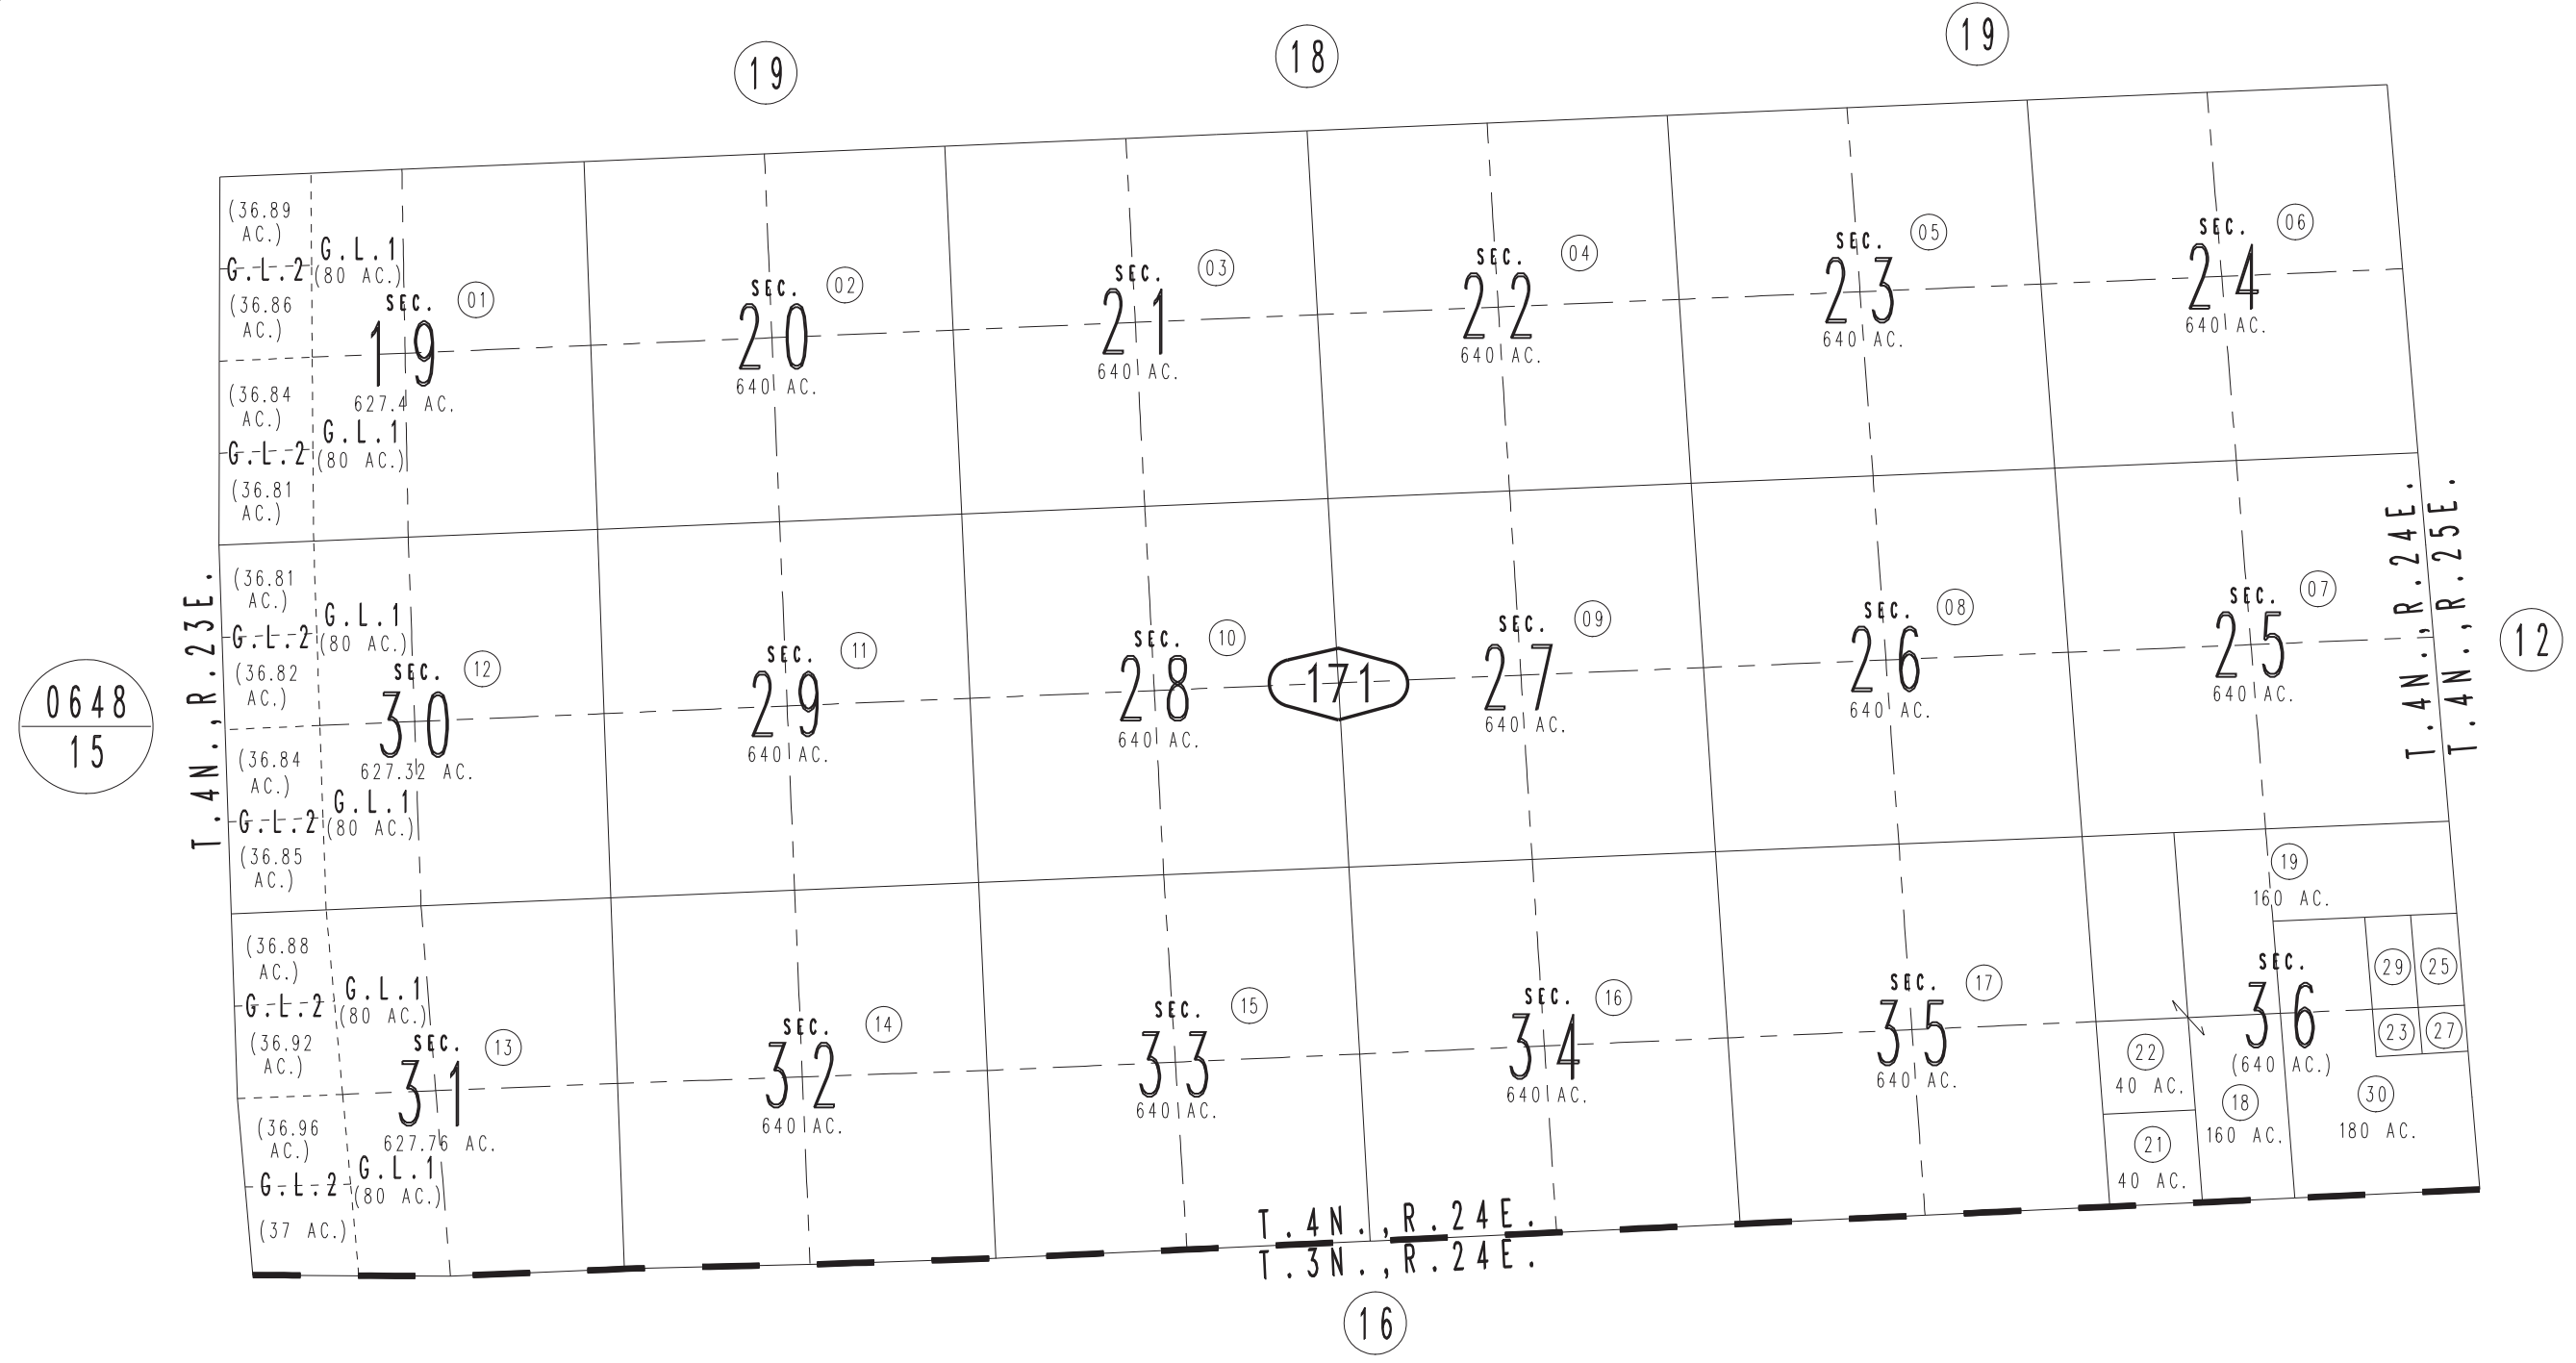 19
18
19
(36.89
AC.)
G.L.1
(80 AC.)
G.L.2
(36.86
AC.)
SEC.
01
19
627.4 AC.
(36.84
AC.)
G.L.1
(80 AC.)
G.L.2
(36.81
AC.)
SEC.
02
20
640 AC.
SEC.
03
21
640 AC.
SEC.
04
22
640 AC.
SEC.
05
23
640 AC.
SEC.
06
24
640 AC.
T.4N.,R.23E.
0648
15
(36.81
AC.)
G.L.1
(80 AC.)
G.L.2
(36.82
AC.)
SEC.
12
30
627.32 AC.
(36.84
AC.)
G.L.1
(80 AC.)
G.L.2
(36.85
AC.)
SEC.
11
29
640 AC.
SEC.
10
28
640 AC.
171
SEC.
09
27
640 AC.
SEC.
08
26
640 AC.
SEC.
07
25
640 AC.
T.4N.,R.24E.
T.4N.,R.25E.
12
(36.88
AC.)
G.L.1
(80 AC.)
G.L.2
(36.92
AC.)
SEC.
13
31
627.76 AC.
(36.96
AC.)
G.L.1
(80 AC.)
G.L.2
(37 AC.)
SEC.
14
32
640 AC.
SEC.
15
33
640 AC.
SEC.
16
34
640 AC.
SEC.
17
35
640 AC.
19
160 AC.
SEC.
36
(640 AC.)
29
25
23
27
22
40 AC.
18
160 AC.
30
180 AC.
21
40 AC.
T.4N.,R.24E.
T.3N.,R.24E.
16